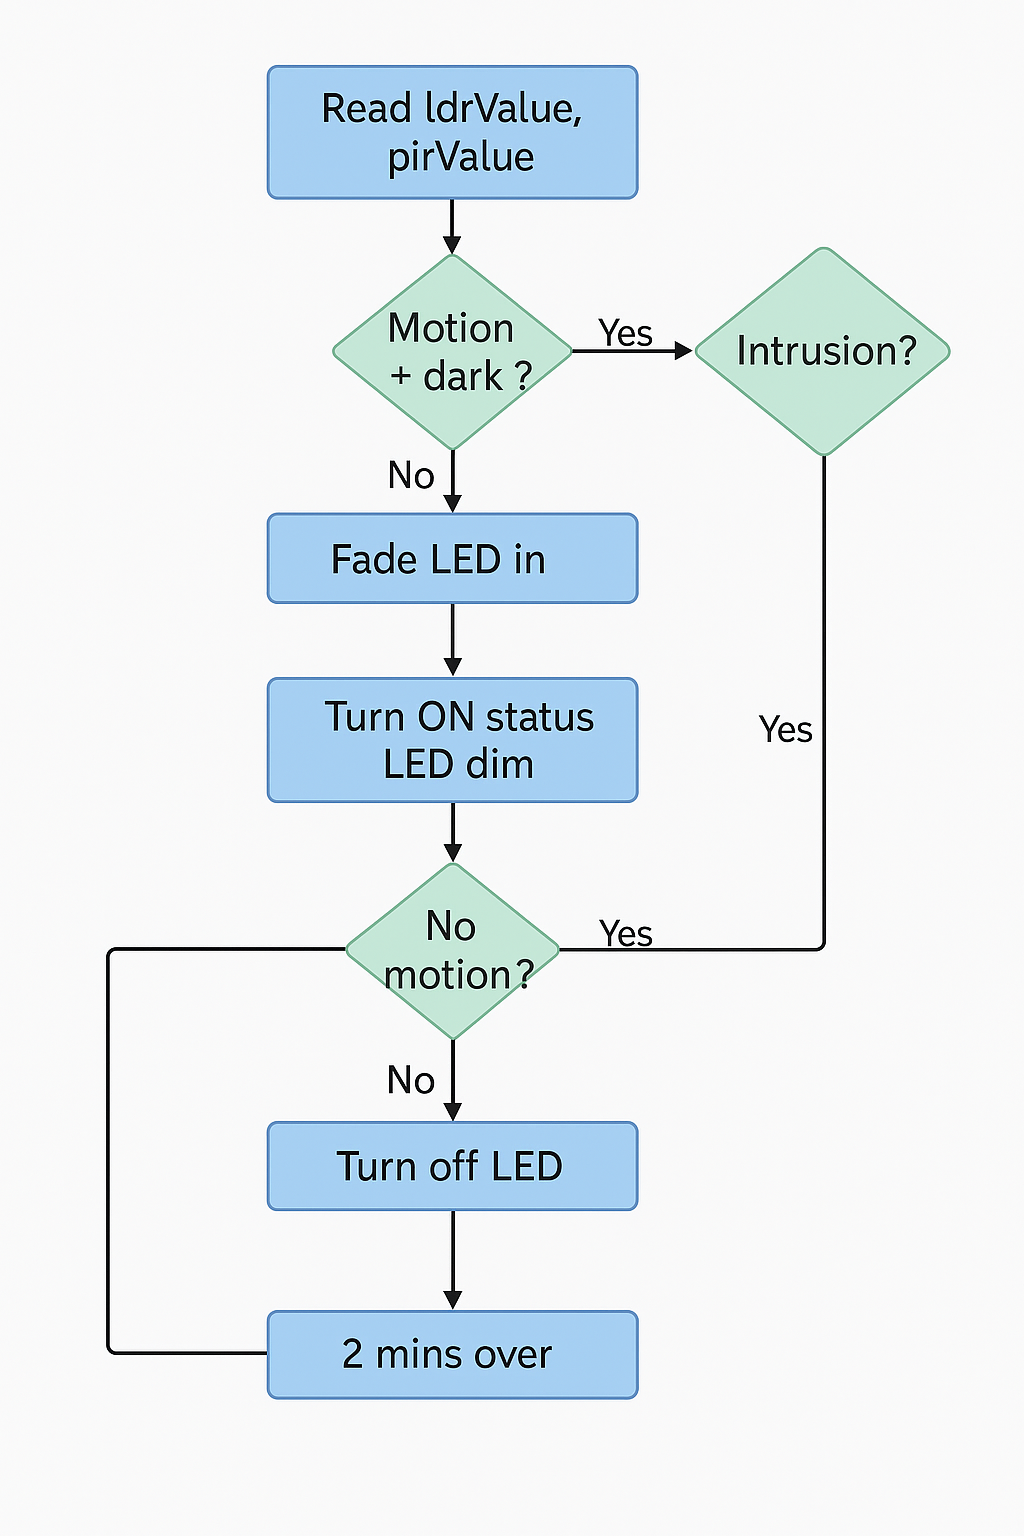 Read ldrValue,
pirValue
Motion
+ dark ?
Yes
Intrusion?
No
Fade LED in
Turn ON status
LED dim
Yes
No
motion?
Yes
No
Turn off LED
2 mins over